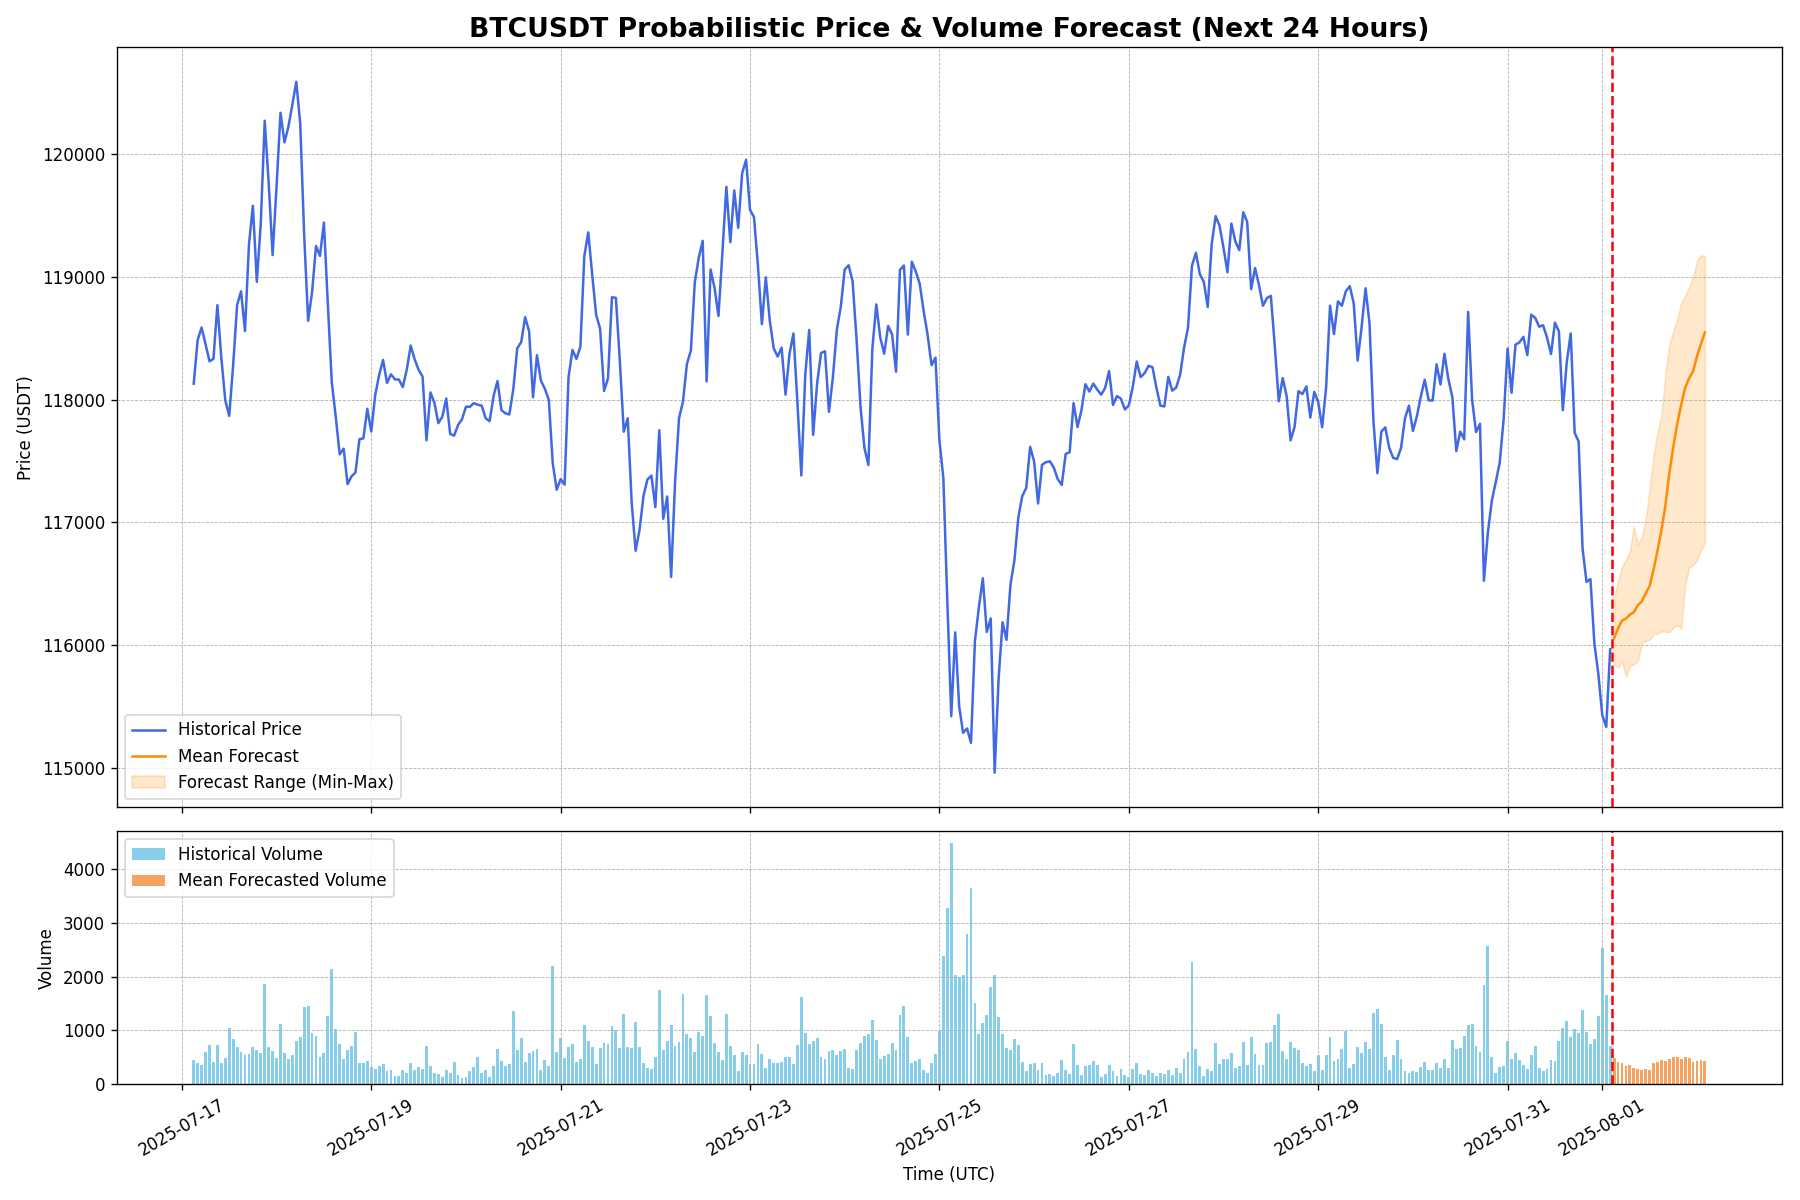 BTCUSDT Probabilistic Price & Volume Forecast (Next 24 Hours)
Price (USDT)
120000
119000
118000
117000
116000
115000
Historical Price
Mean Forecast
Forecast Range (Min-Max)
Volume
4000
3000
2000
1000
0
Historical Volume
Mean Forecasted Volume
2025-07-17
2025-07-19
2025-07-21
2025-07-23
2025-07-25
2025-07-27
2025-07-29
2025-07-31
2025-08-01
Time (UTC)